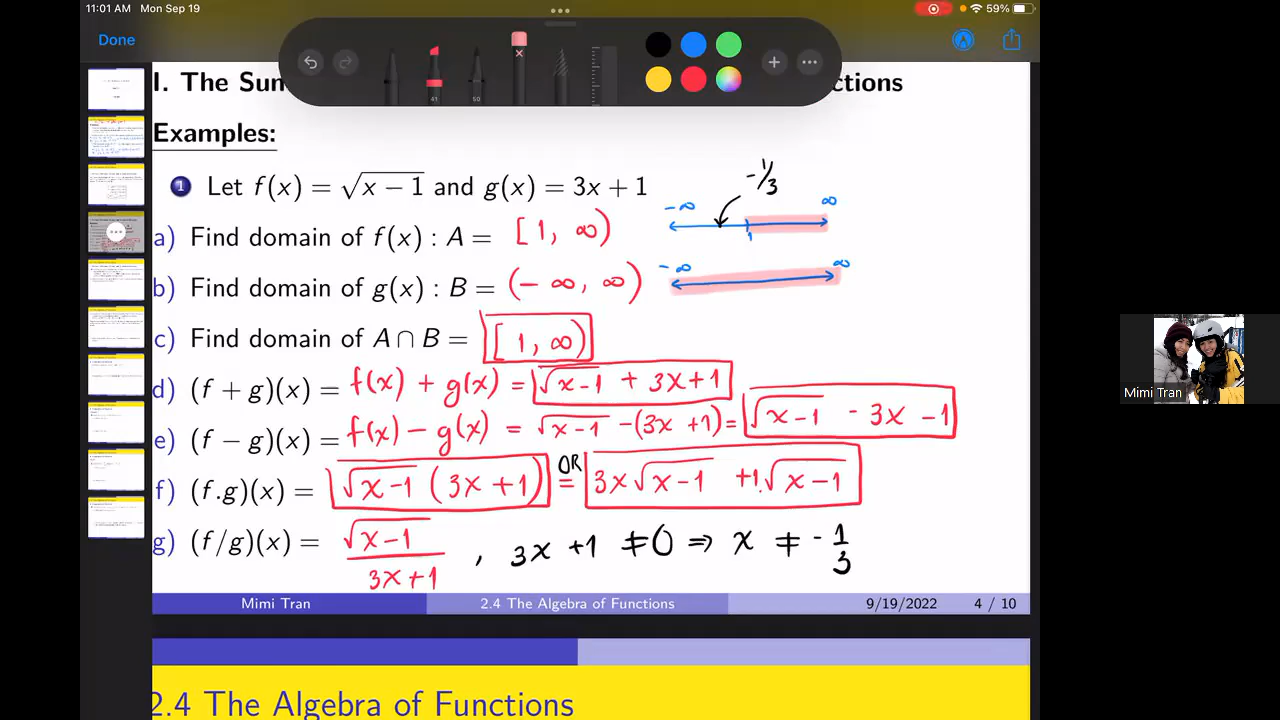 11:01 AM Mon Sep 19
59%
Done
41
50
I. The Sum
ctions
Examples:
1 Let f(x) = √(x − 1) and g(x) = 3x + 1
-1/3
-∞ ∞
1
a) Find domain of f(x) : A = [1, ∞)
-∞ ∞
b) Find domain of g(x) : B = (-∞, ∞)
c) Find domain of A ∩ B = [1, ∞)
d) (f + g)(x) = f(x) + g(x) = √(x-1) + 3x+1
e) (f − g)(x) = f(x) − g(x) = √(x-1) −(3x +1) = √(x-1) - 3x -1
f) (f.g)(x) = √(x-1) (3x +1) OR = 3x√(x-1) +1.√(x-1)
g) (f/g)(x) = √(x-1)/(3x+1) , 3x +1 ≠0 ⇒ x ≠ -1/3
Mimi Tran 2.4 The Algebra of Functions 9/19/2022 4 / 10
2.4 The Algebra of Functions
Mimi Tran